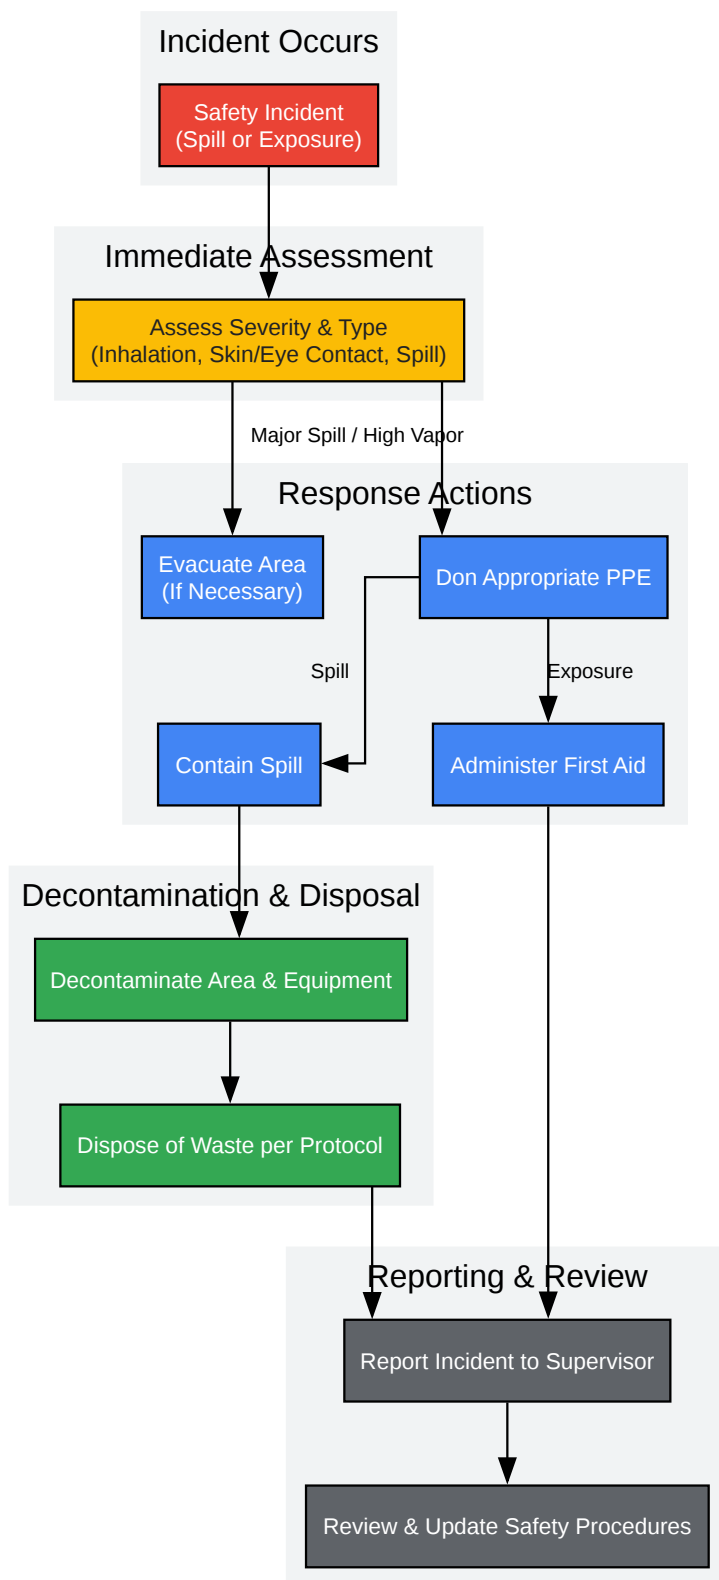 Incident Occurs
Safety Incident
(Spill or Exposure)
Immediate Assessment
Assess Severity & Type
(Inhalation, Skin/Eye Contact, Spill)
Major Spill / High Vapor
Response Actions
Evacuate Area
(If Necessary)
Don Appropriate PPE
Spill
Exposure
Contain Spill
Administer First Aid
Decontamination & Disposal
Decontaminate Area & Equipment
Dispose of Waste per Protocol
Reporting & Review
Report Incident to Supervisor
Review & Update Safety Procedures